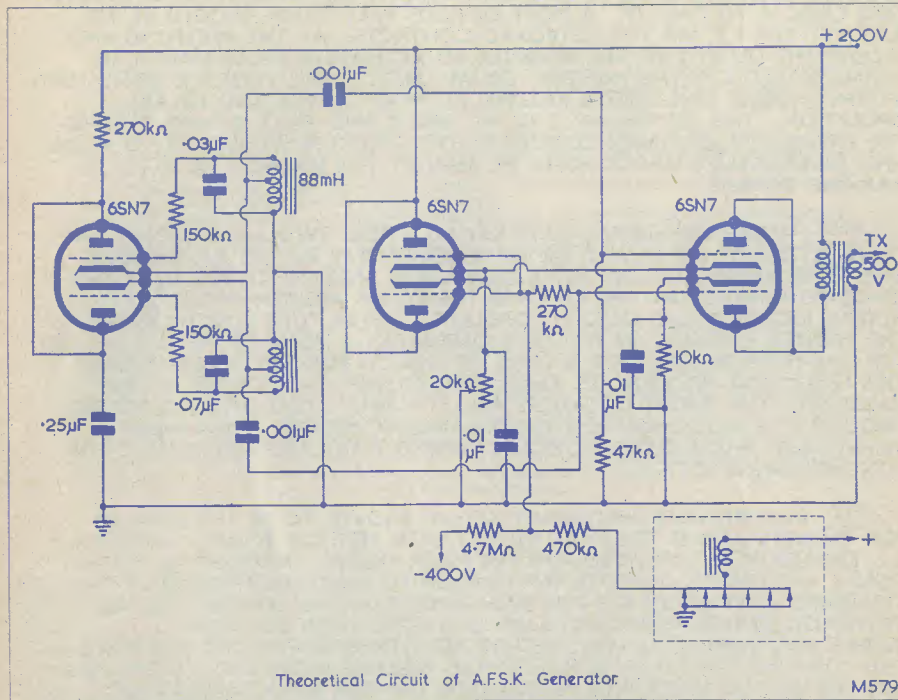 + 200V
·001µF
270kΩ
·03µF
88mH
6SN7
6SN7
6SN7
150kΩ
TX
500
V
270
kΩ
150kΩ
20kΩ
·01
µF
10kΩ
·07µF
·25µF
·001µF
·01
µF
47kΩ
4·7MΩ
470kΩ
+
-400V
Theoretical Circuit of A.F.S.K. Generator.
M579